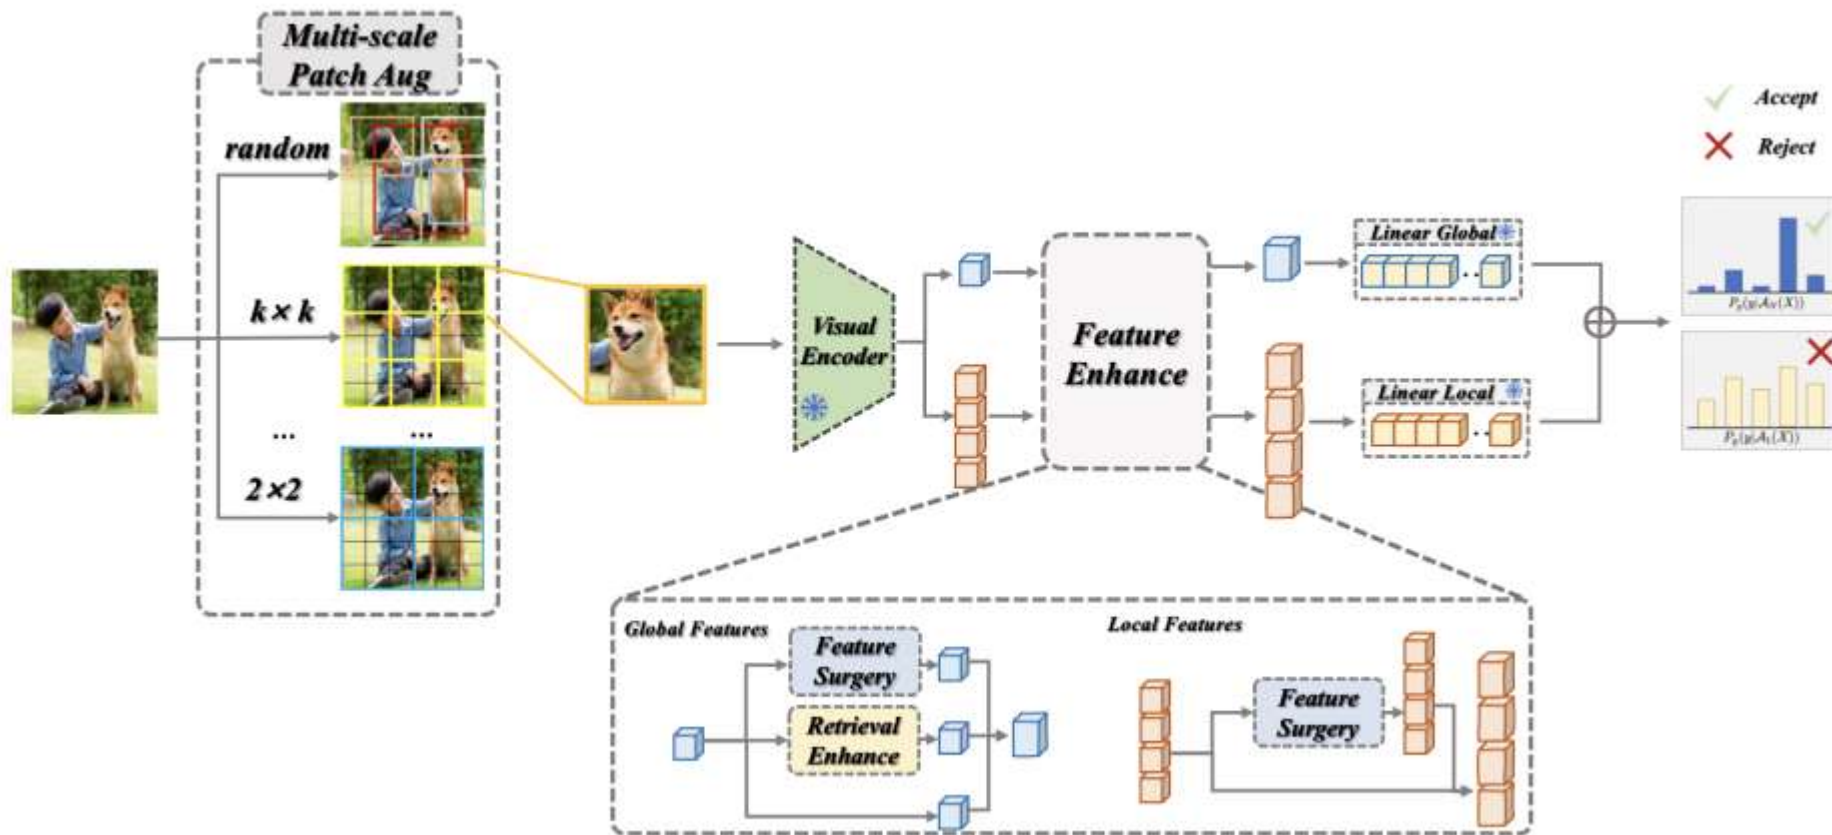 Multi-scale
Patch Aug
random
k × k
...
...
2×2
Visual
Encoder
Feature
Enhance
Linear Global
..
Linear Local
..
Accept
Reject
Global Features
Feature
Surgery
Retrieval
Enhance
Local Features
Feature
Surgery